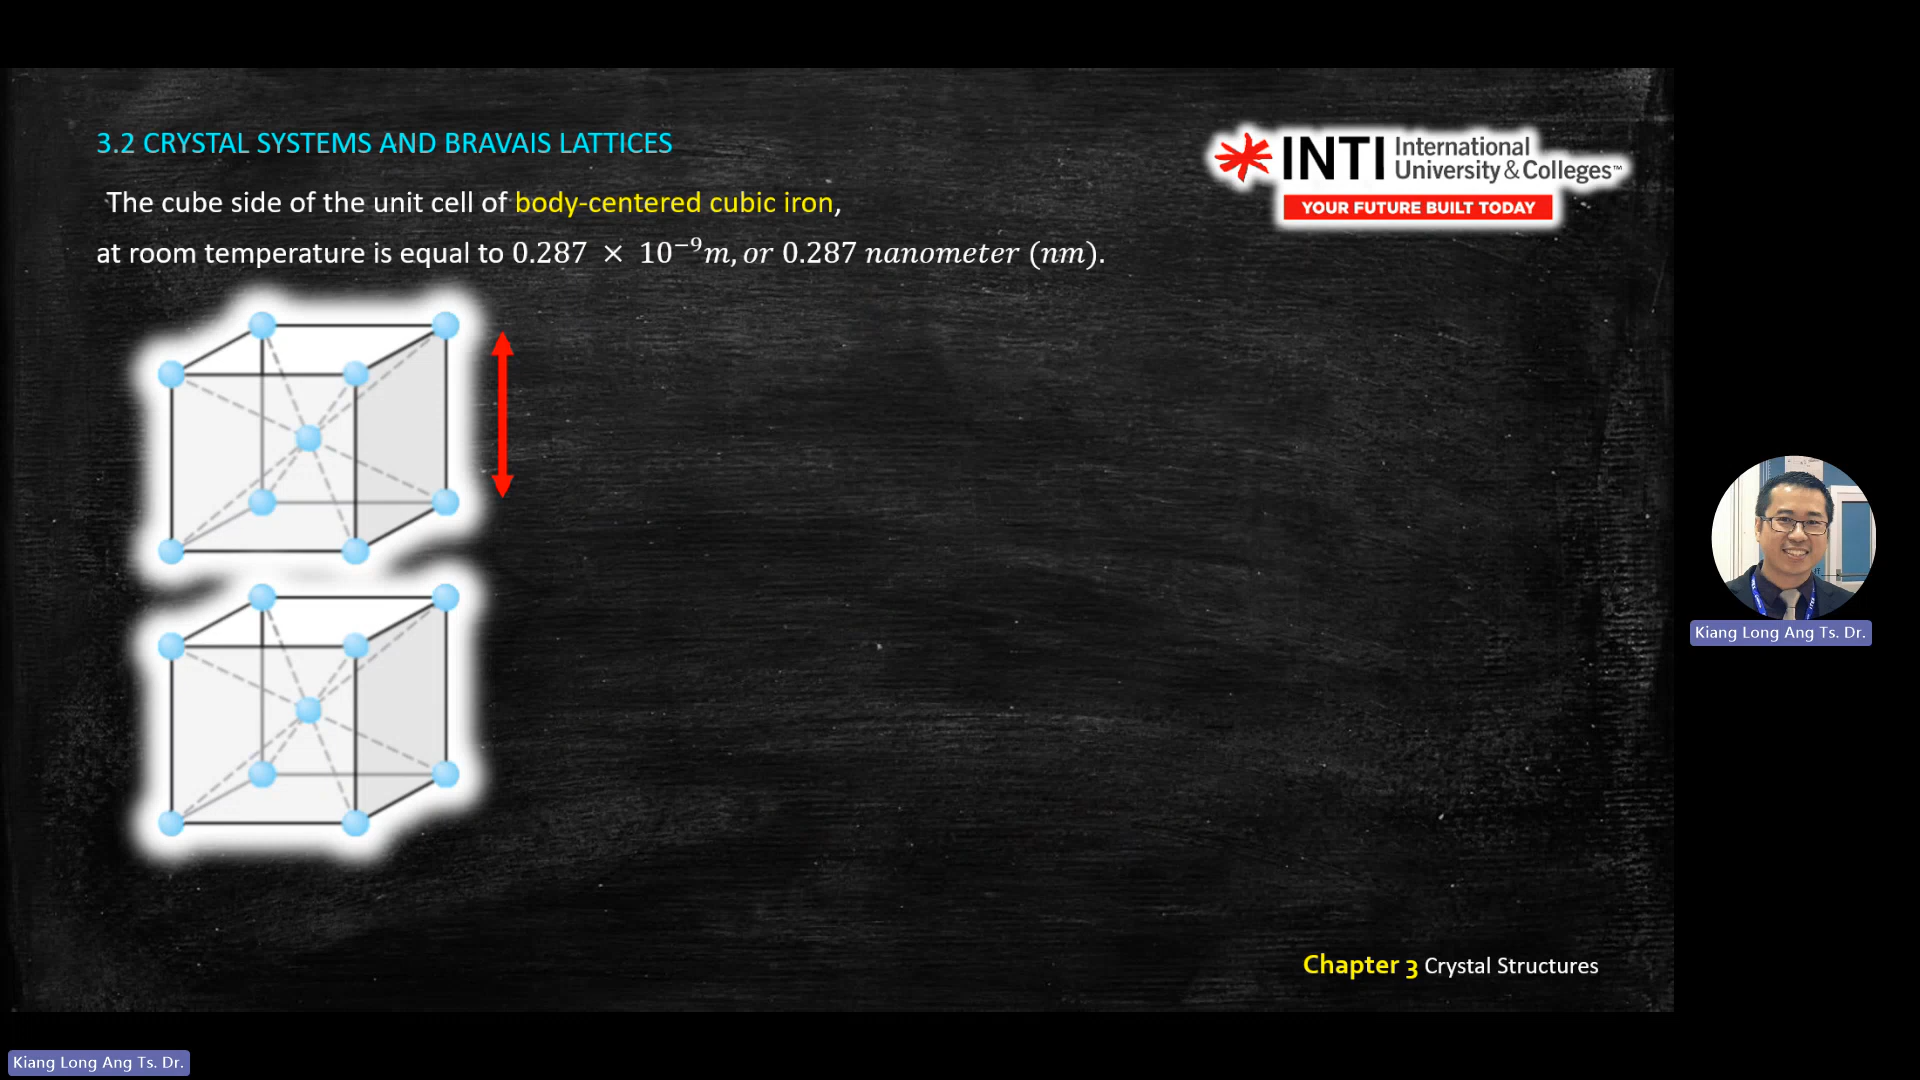 3.2 CRYSTAL SYSTEMS AND BRAVAIS LATTICES
INTI International
University & Colleges™
YOUR FUTURE BUILT TODAY
The cube side of the unit cell of body-centered cubic iron,
at room temperature is equal to 0.287 × 10⁻⁹m, or 0.287 nanometer (nm).
Kiang Long Ang Ts. Dr.
Chapter 3 Crystal Structures
Kiang Long Ang Ts. Dr.